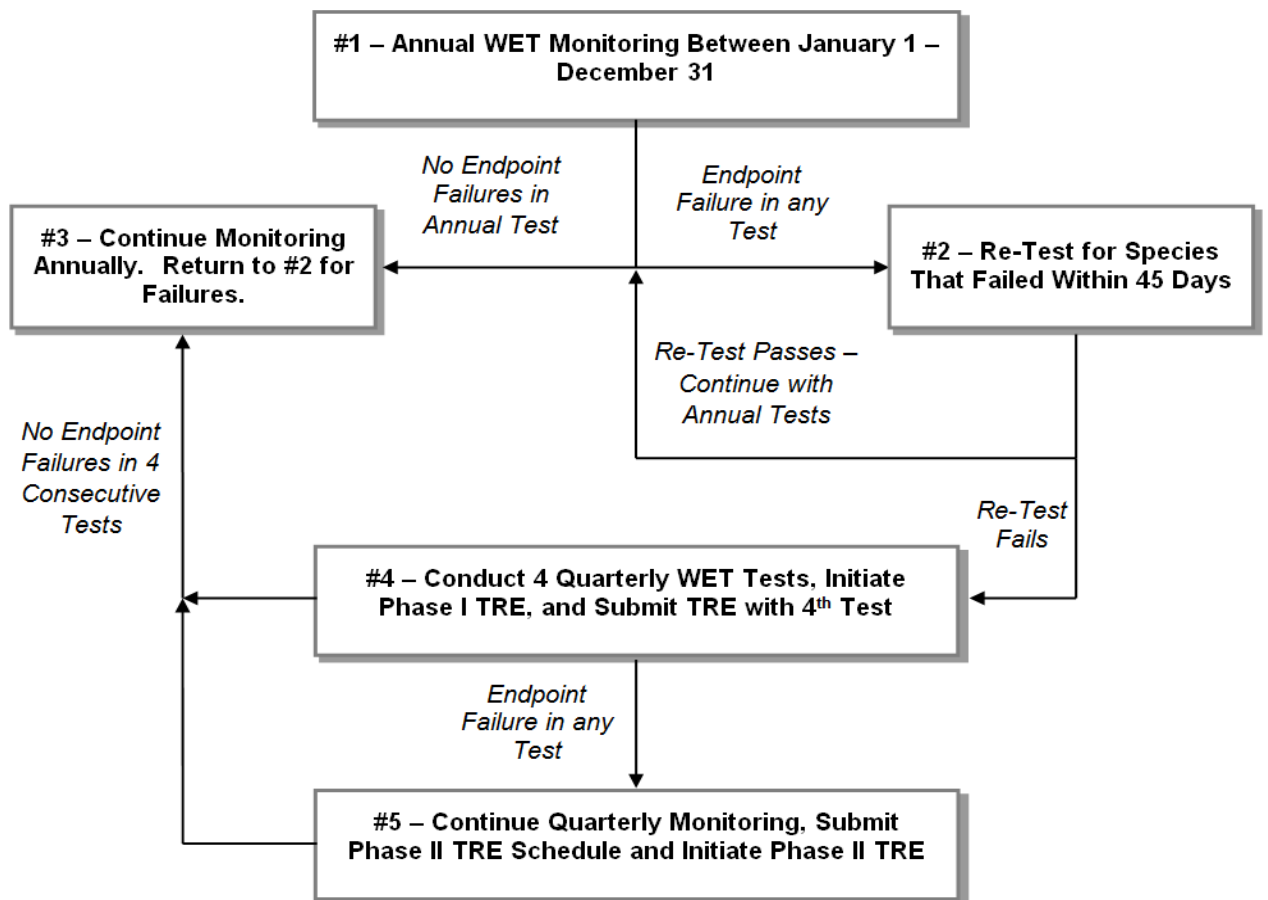 #1 – Annual WET Monitoring Between January 1 –
December 31
No Endpoint
Failures in
Annual Test
Endpoint
Failure in any
Test
#3 – Continue Monitoring
Annually. Return to #2 for
Failures.
#2 – Re-Test for Species
That Failed Within 45 Days
Re-Test Passes –
Continue with
Annual Tests
No Endpoint
Failures in 4
Consecutive
Tests
Re-Test
Fails
#4 – Conduct 4 Quarterly WET Tests, Initiate
Phase I TRE, and Submit TRE with 4th Test
Endpoint
Failure in any
Test
#5 – Continue Quarterly Monitoring, Submit
Phase II TRE Schedule and Initiate Phase II TRE